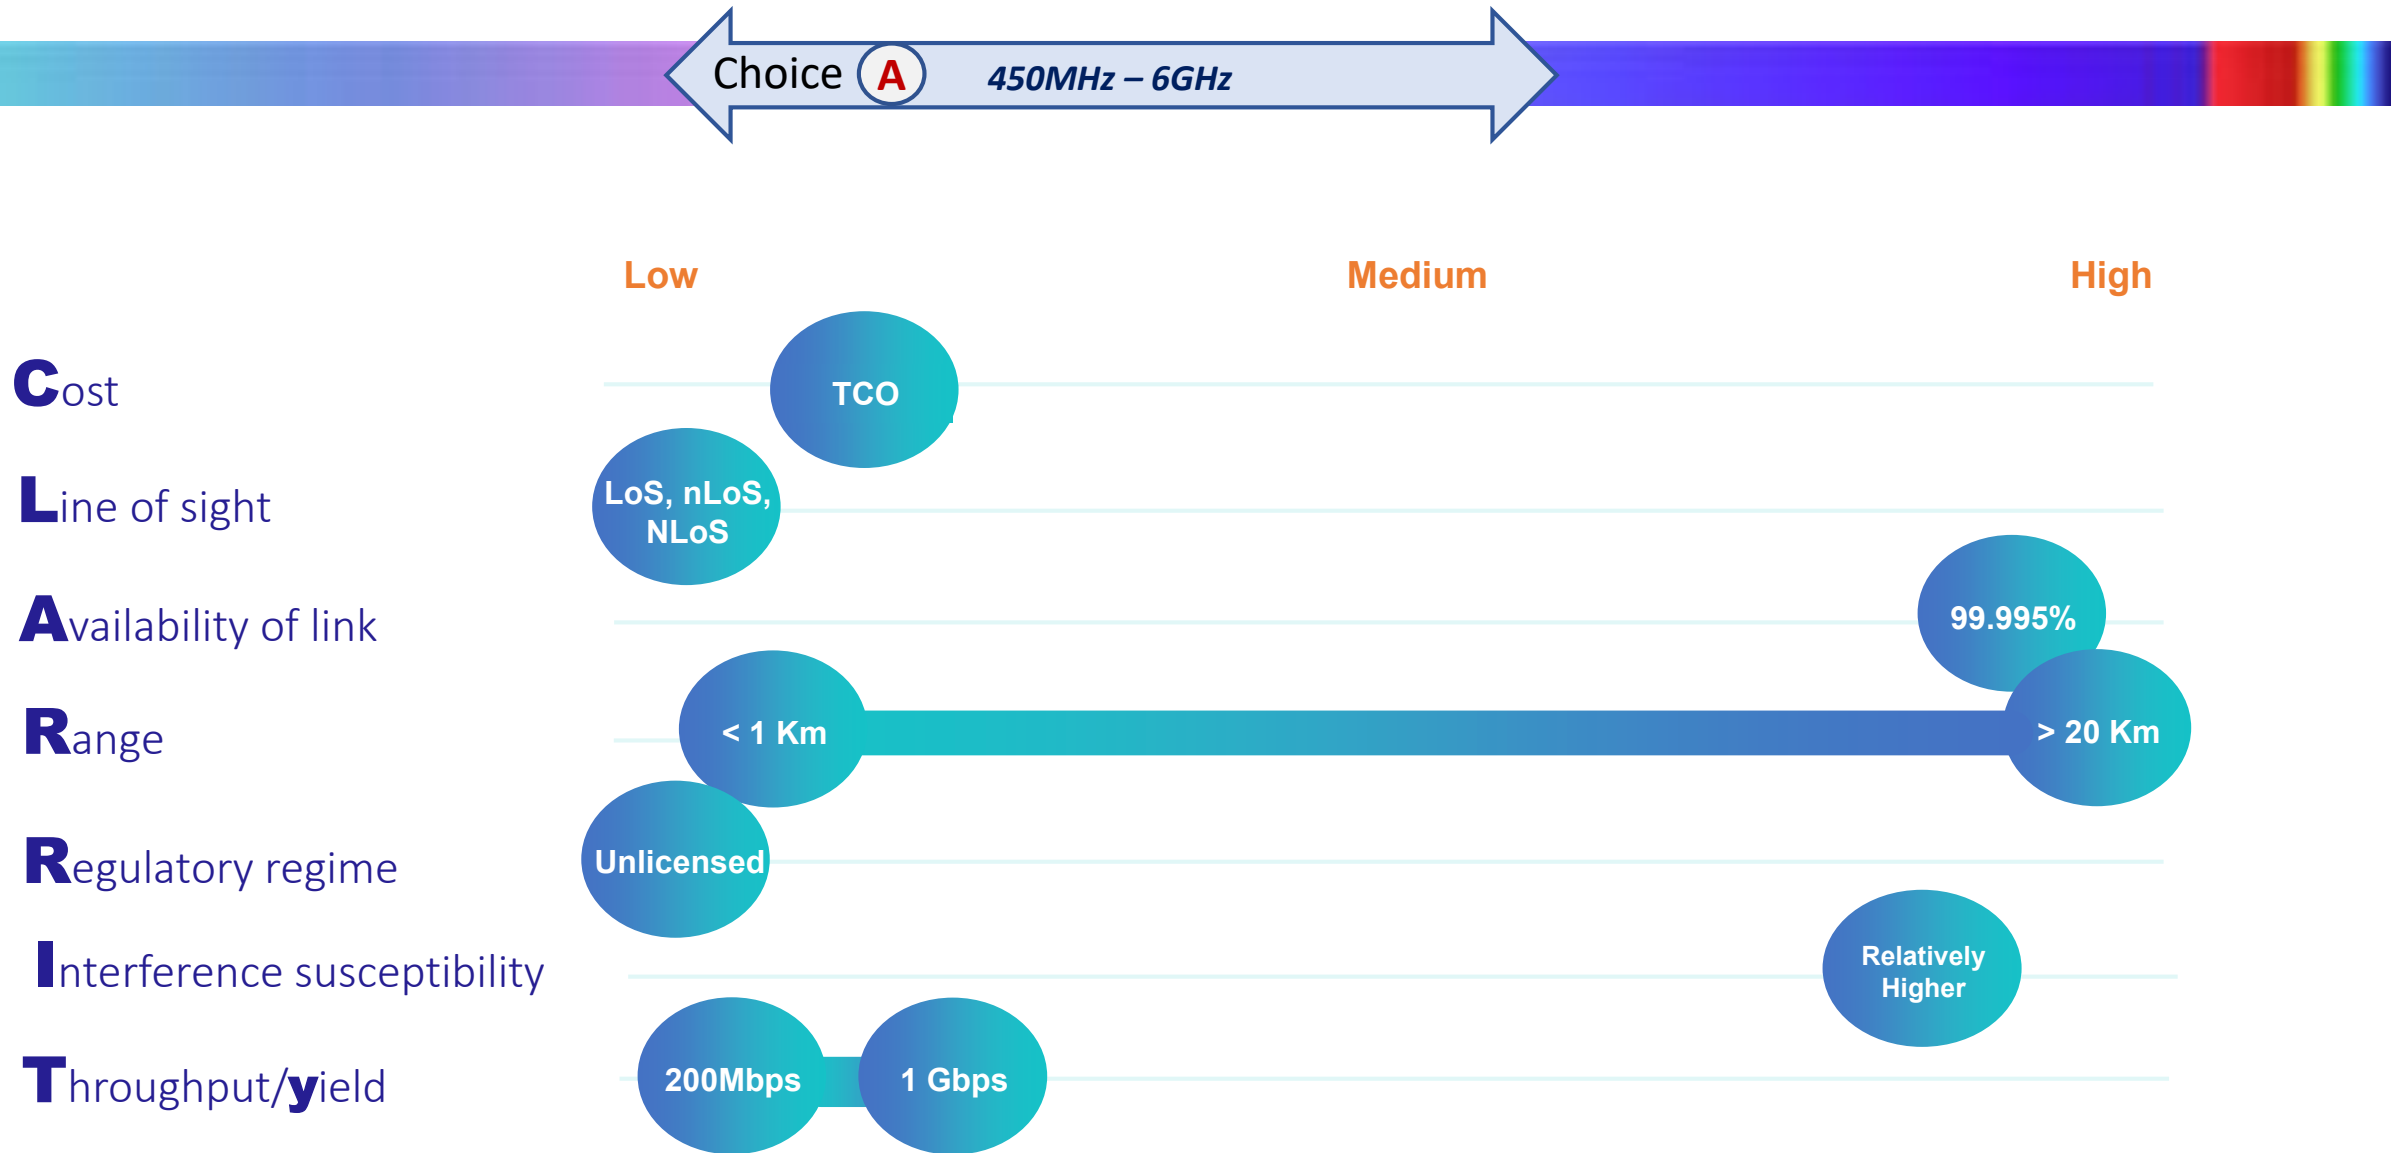 Choice A 450MHz – 6GHz
Low Medium High
Cost
TCO
Line of sight
LoS, nLoS,
NLoS
Availability of link
99.995%
Range
< 1 Km > 20 Km
Regulatory regime
Unlicensed
Interference susceptibility
Relatively
Higher
Throughput/yield
200Mbps 1 Gbps